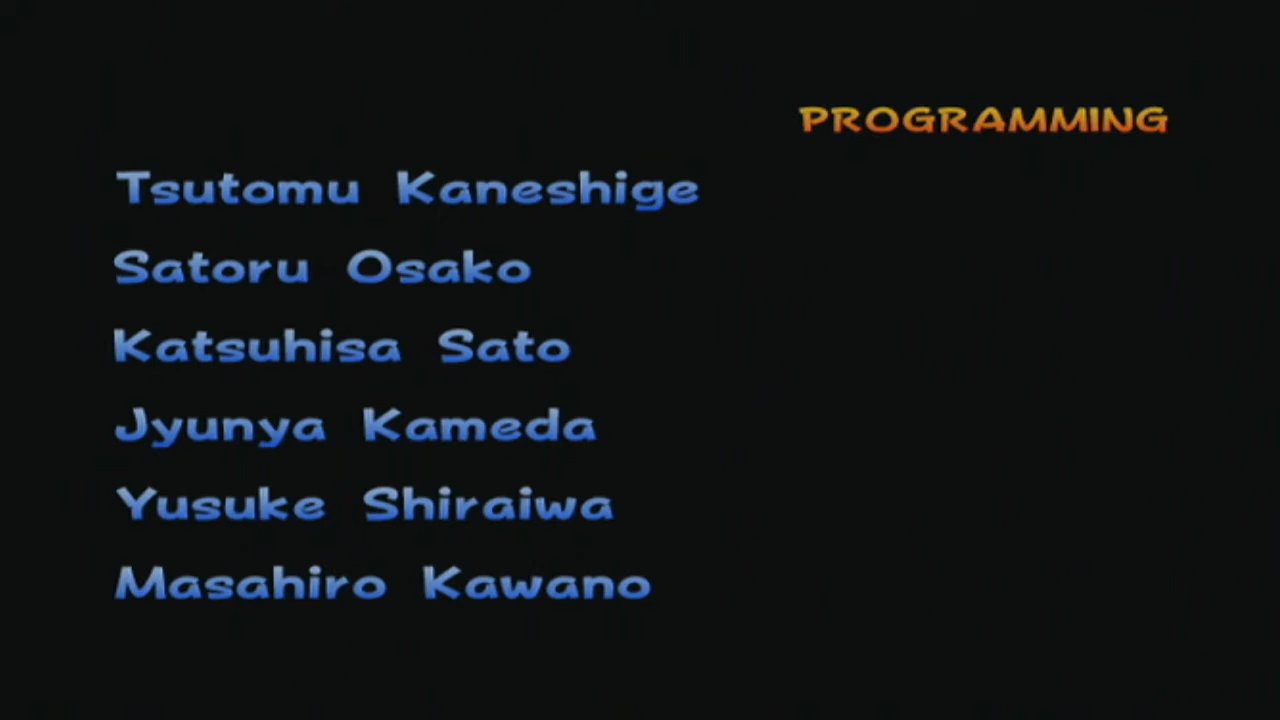 PROGRAMMING
Tsutomu Kaneshige
Satoru Osako
Katsuhisa Sato
Jyunya Kameda
Yusuke Shiraiwa
Masahiro Kawano